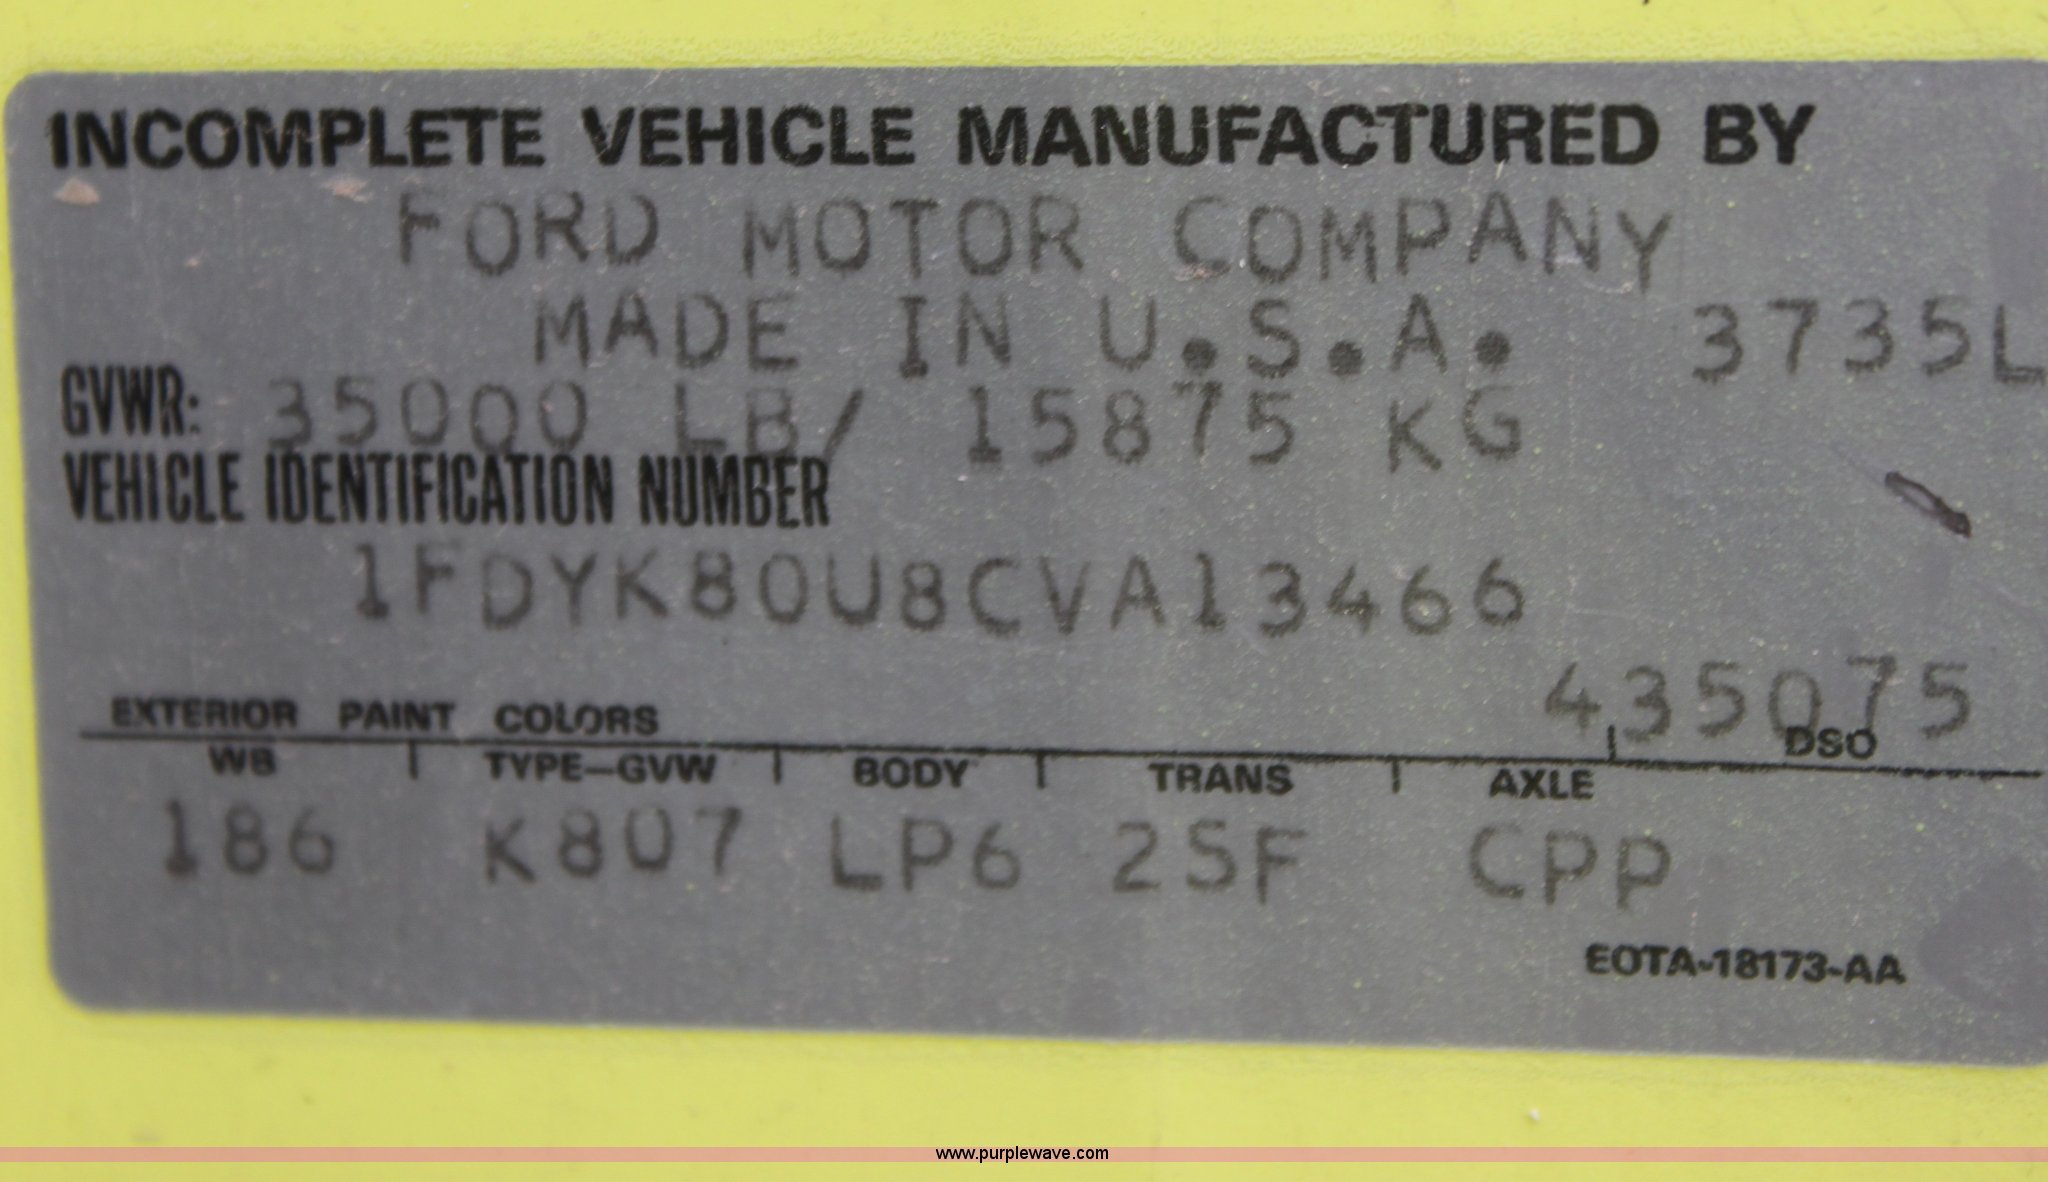 INCOMPLETE VEHICLE MANUFACTURED BY
FORD MOTOR COMPANY
MADE IN U.S.A. 3735L
GVWR: 35000 LB/ 15875 KG
VEHICLE IDENTIFICATION NUMBER
1FDYK80U8CVA13466
435075
EXTERIOR PAINT COLORS DSO
WB TYPE-GVW BODY TRANS AXLE
186 K807 LP6 2SF CPP
EOTA-18173-AA
www.purplewave.com